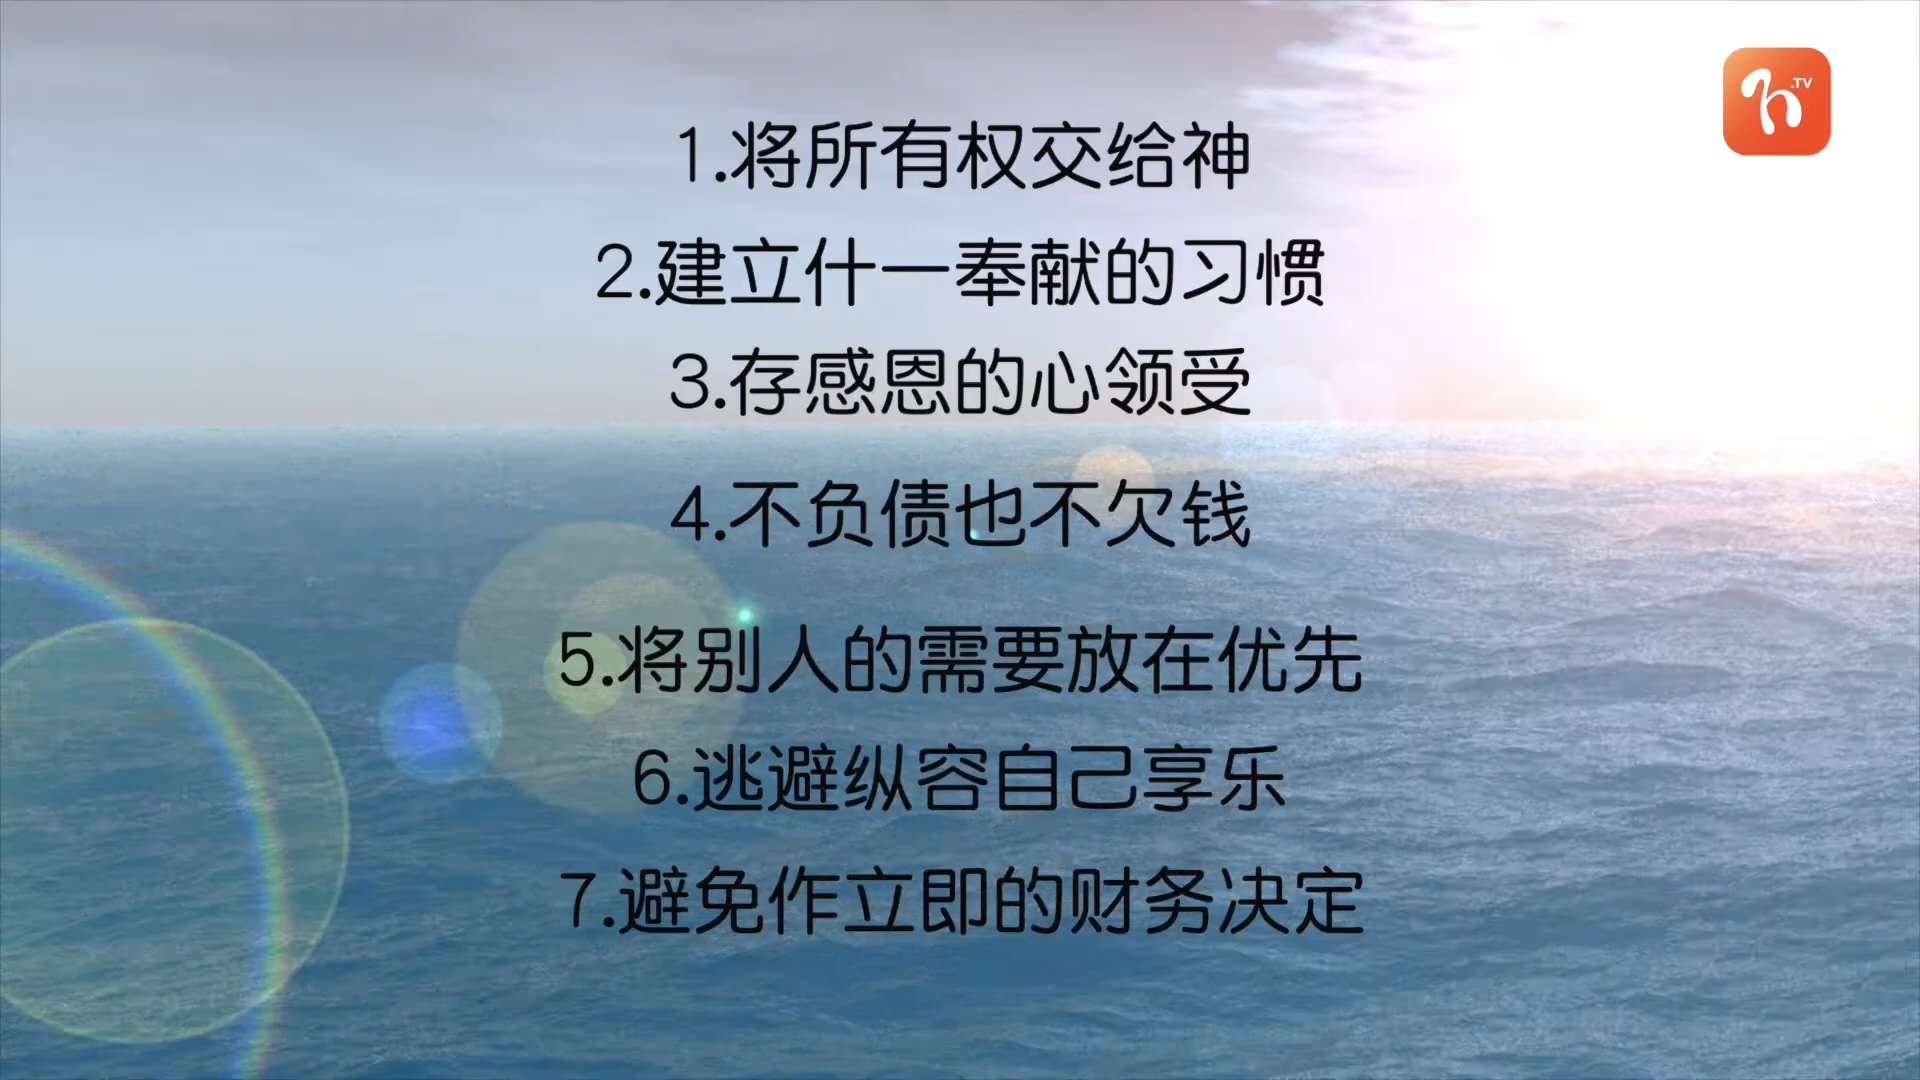 h.TV
1.将所有权交给神
2.建立什一奉献的习惯
3.存感恩的心领受
4.不负债也不欠钱
5.将别人的需要放在优先
6.逃避纵容自己享乐
7.避免作立即的财务决定